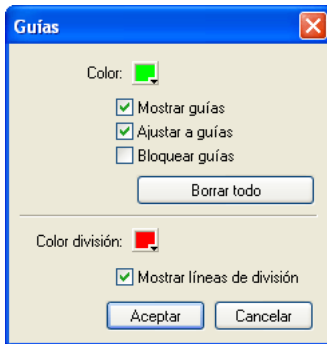 Guías
Color:
Mostrar guías
Ajustar a guías
Bloquear guías
Borrar todo
Color división:
Mostrar líneas de división
Aceptar Cancelar